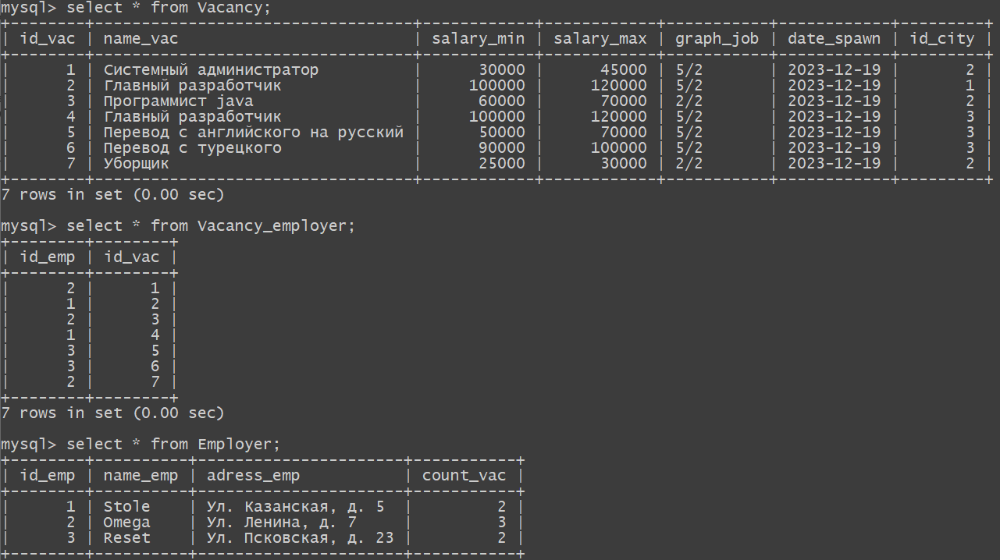 mysql> select * from Vacancy;
+--------+----------------------------------+------------+------------+-----------+------------+---------+
| id_vac | name_vac                         | salary_min | salary_max | graph_job | date_spawn | id_city |
+--------+----------------------------------+------------+------------+-----------+------------+---------+
|      1 | Системный администратор          |      30000 |      45000 | 5/2       | 2023-12-19 |       2 |
|      2 | Главный разработчик              |     100000 |     120000 | 5/2       | 2023-12-19 |       1 |
|      3 | Программист java                 |      60000 |      70000 | 2/2       | 2023-12-19 |       2 |
|      4 | Главный разработчик              |     100000 |     120000 | 5/2       | 2023-12-19 |       3 |
|      5 | Перевод с английского на русский |      50000 |      70000 | 5/2       | 2023-12-19 |       3 |
|      6 | Перевод с турецкого              |      90000 |     100000 | 5/2       | 2023-12-19 |       3 |
|      7 | Уборщик                          |      25000 |      30000 | 2/2       | 2023-12-19 |       2 |
+--------+----------------------------------+------------+------------+-----------+------------+---------+
7 rows in set (0.00 sec)

mysql> select * from Vacancy_employer;
+--------+--------+
| id_emp | id_vac |
+--------+--------+
|      2 |      1 |
|      1 |      2 |
|      2 |      3 |
|      1 |      4 |
|      3 |      5 |
|      3 |      6 |
|      2 |      7 |
+--------+--------+
7 rows in set (0.00 sec)

mysql> select * from Employer;
+--------+----------+----------------------+-----------+
| id_emp | name_emp | adress_emp           | count_vac |
+--------+----------+----------------------+-----------+
|      1 | Stole    | Ул. Казанская, д. 5  |         2 |
|      2 | Omega    | Ул. Ленина, д. 7     |         3 |
|      3 | Reset    | Ул. Псковская, д. 23 |         2 |
+--------+----------+----------------------+-----------+